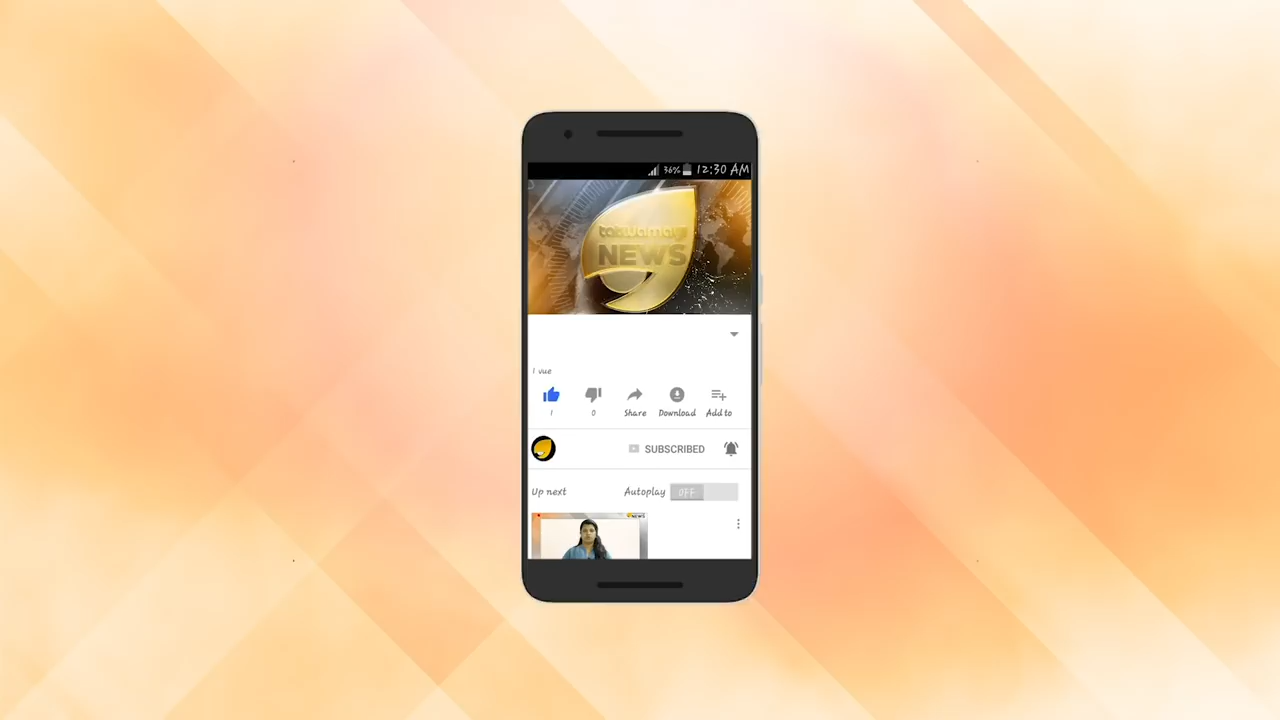 36% 12:30 AM
tatwamay
NEWS
1 vue
1
0
Share
Download
Add to
SUBSCRIBED
Up next
Autoplay
OFF
NEWS